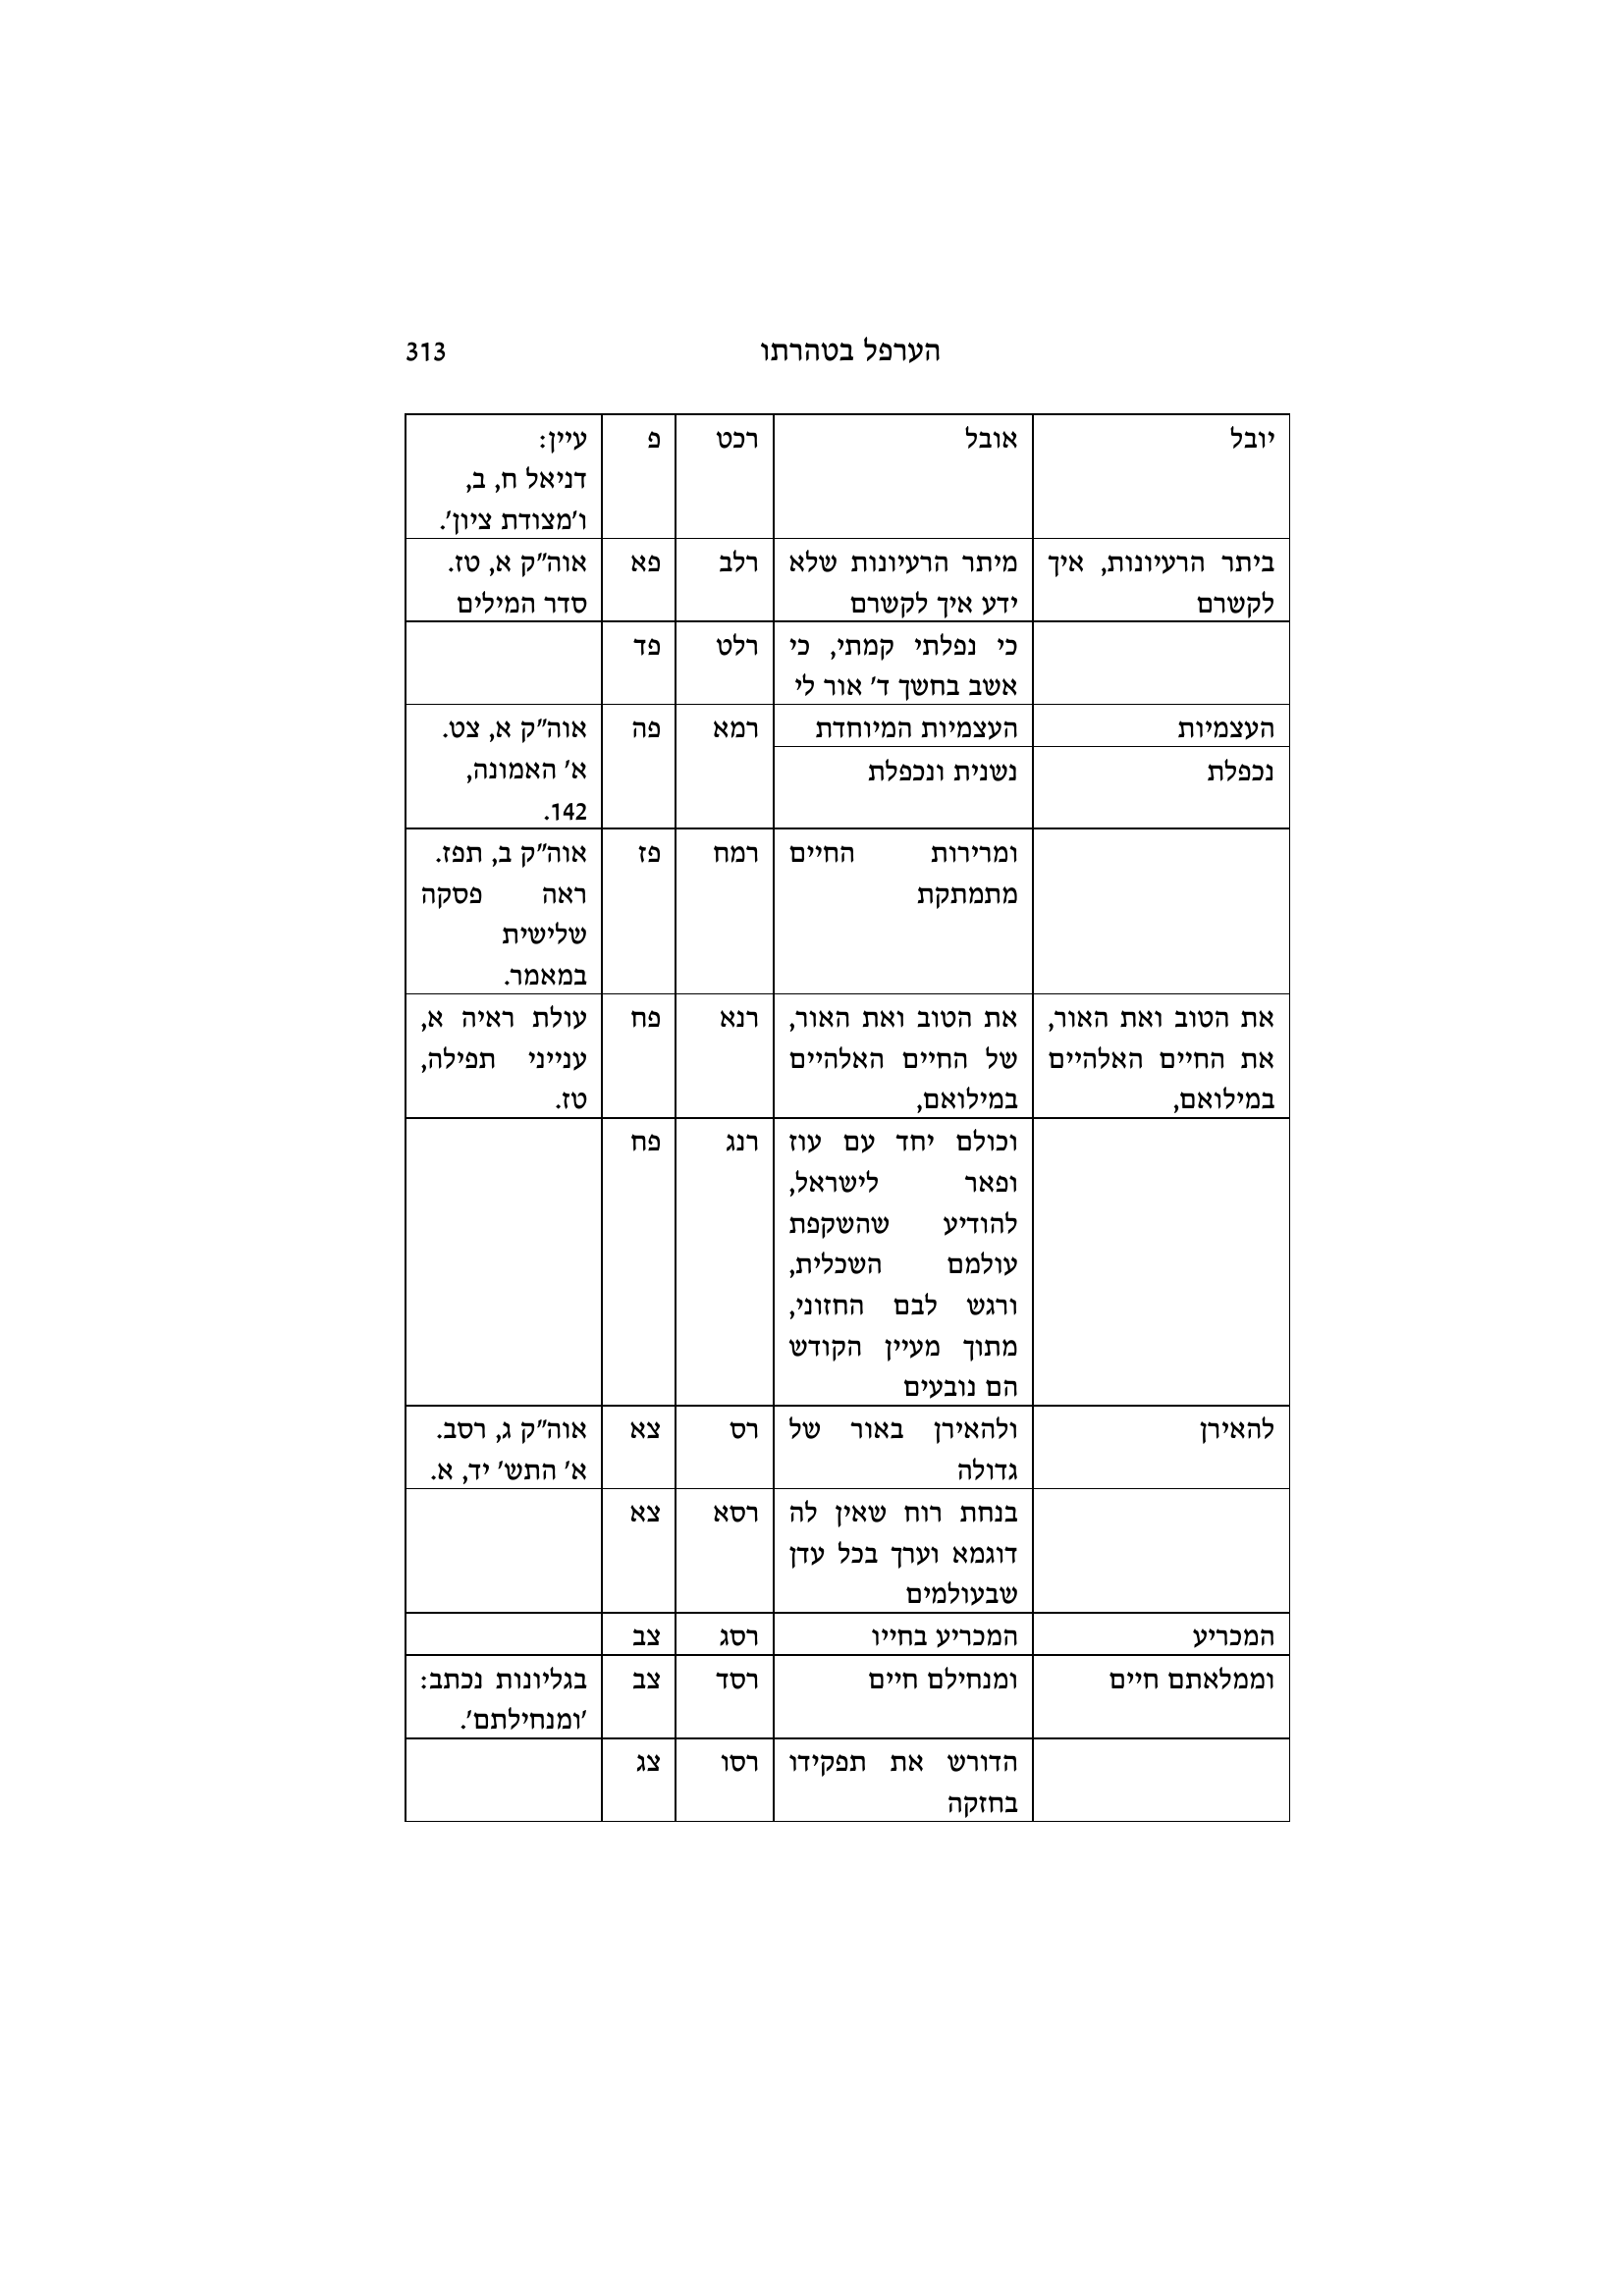 הערפל בטהרתו 313
יובל
אובל
רכט
פ
עיין:
דניאל ח, ב,
ו'מצודת ציון'.
ביתר הרעיונות, איך
לקשרם
מיתר הרעיונות שלא
ידע איך לקשרם
רלב
פא
אוה"ק א, טז.
סדר המילים
כי נפלתי קמתי, כי
אשב בחשך ד' אור לי
רלט
פד
העצמיות
העצמיות המיוחדת
רמא
פה
אוה"ק א, צט.
א' האמונה,
142.
נכפלת
נשנית ונכפלת
ומרירות החיים
מתמתקת
רמח
פז
אוה"ק ב, תפז.
ראה פסקה
שלישית
במאמר.
את הטוב ואת האור,
את החיים האלהיים
במילואם,
את הטוב ואת האור,
של החיים האלהיים
במילואם,
רנא
פח
עולת ראיה א,
ענייני תפילה,
טז.
וכולם יחד עם עוז
ופאר לישראל,
להודיע שהשקפת
עולמם השכלית,
ורגש לבם החזוני,
מתוך מעיין הקודש
הם נובעים
רנג
פח
להאירן
ולהאירן באור של
גדולה
רס
צא
אוה"ק ג, רסב.
א' התש' יד, א.
בנחת רוח שאין לה
דוגמא וערך בכל עדן
שבעולמים
רסא
צא
המכריע
המכריע בחייו
רסג
צב
וממלאתם חיים
ומנחילם חיים
רסד
צב
בגליונות נכתב:
'ומנחילתם'.
הדורש את תפקידו
בחזקה
רסו
צג